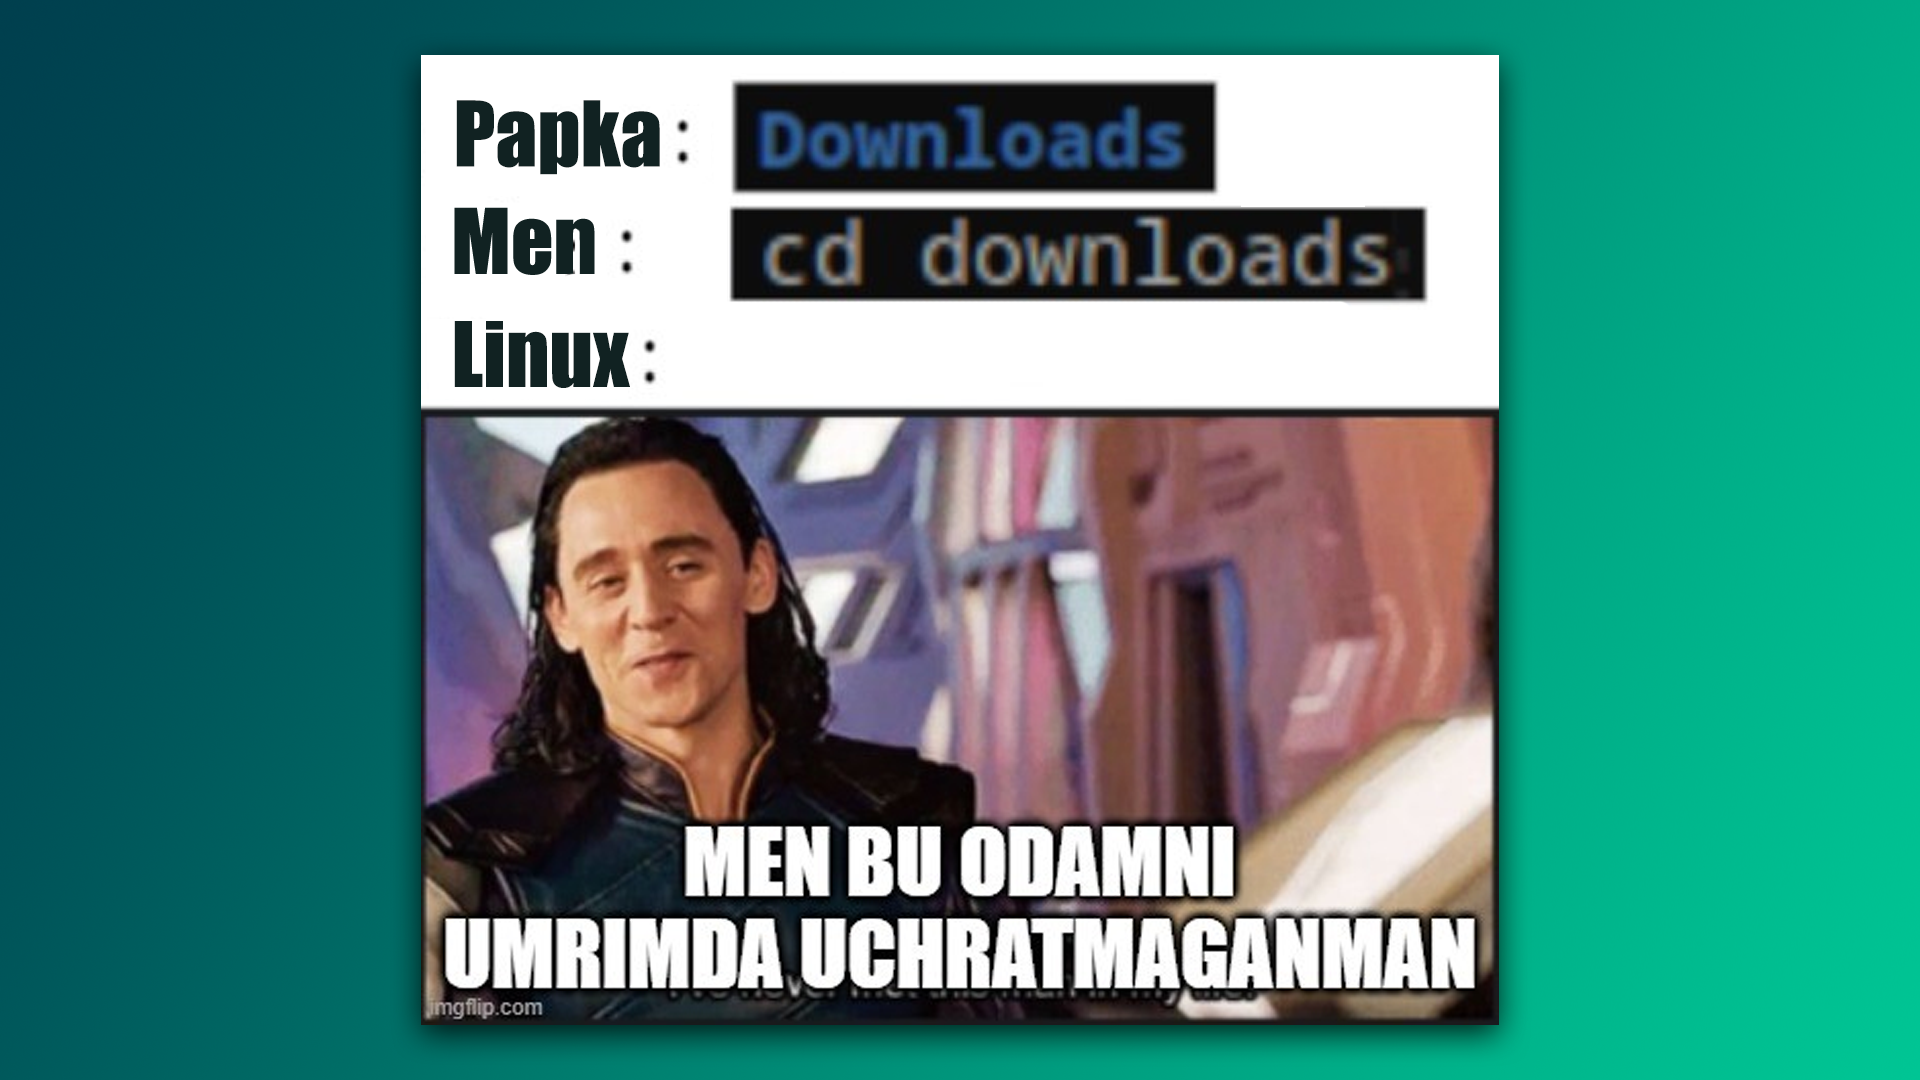 Papka: Downloads
Men : cd downloads
Linux:
MEN BU ODAMNI
UMRIMDA UCHRATMAGANMAN
imgflip.com